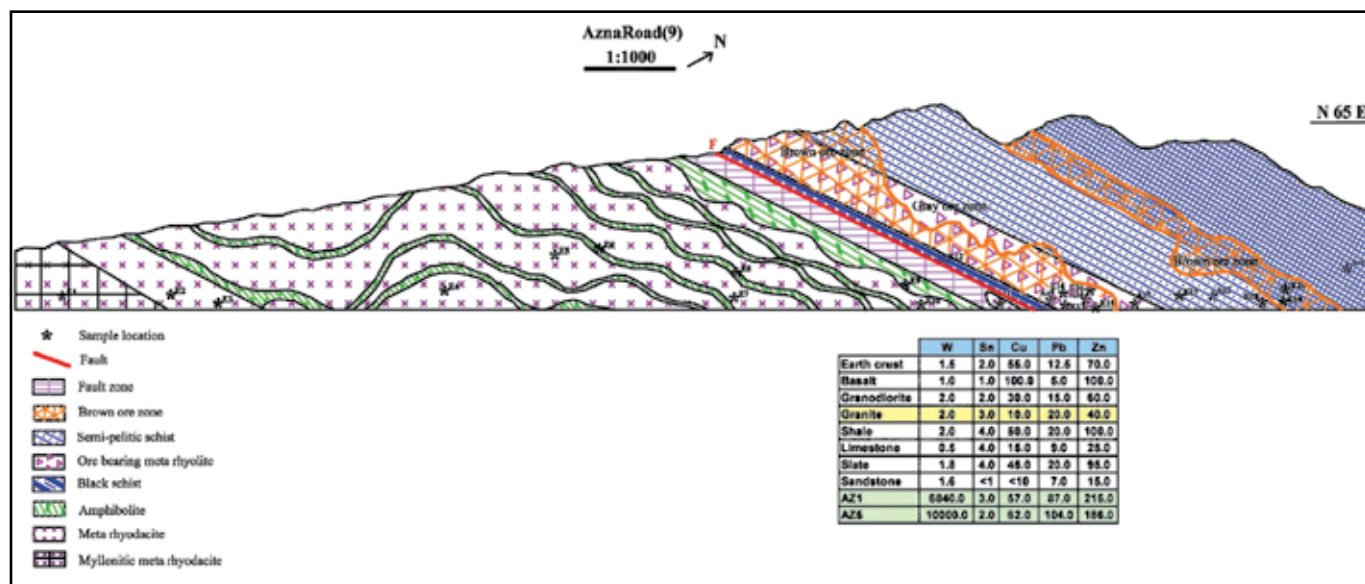 AznaRoad(9)
1:1000
N
N 65 E
F
Brown ore zone
Gray ore zone
Brown ore zone
Sample location
Fault
Fault zone
Brown ore zone
Semi-pelitic schist
Ore bearing meta rhyolite
Black schist
Amphibolite
Meta rhyodacite
Myllonitic meta rhyodacite
W Sn Cu Pb Zn
Earth crust 1.5 2.0 55.0 12.5 70.0
Basalt 1.0 1.0 100.0 5.0 100.0
Granodiorite 2.0 2.0 30.0 15.0 60.0
Granite 2.0 3.0 10.0 20.0 40.0
Shale 2.0 4.0 50.0 20.0 100.0
Limestone 0.5 4.0 15.0 9.0 25.0
Slate 1.8 4.0 45.0 20.0 95.0
Sandstone 1.6 <1 <10 7.0 15.0
AZ1 6840.0 3.0 57.0 87.0 215.0
AZ5 10000.0 2.0 62.0 104.0 186.0